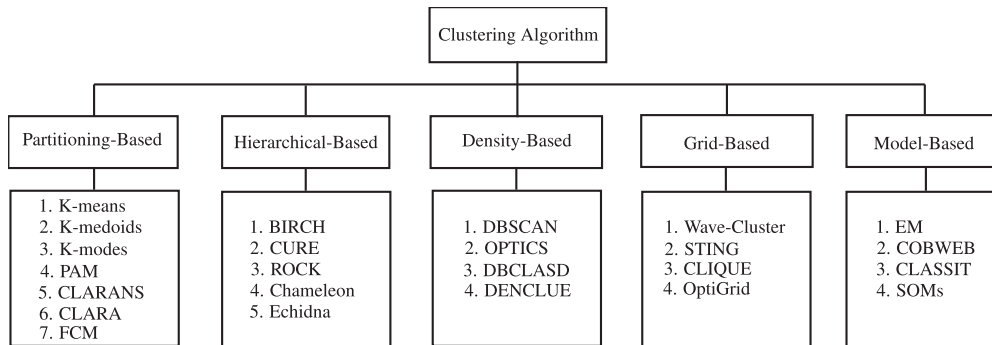 Clustering Algorithm
Partitioning-Based
Hierarchical-Based
Density-Based
Grid-Based
Model-Based
1. K-means
2. K-medoids
3. K-modes
4. PAM
5. CLARANS
6. CLARA
7. FCM
1. BIRCH
2. CURE
3. ROCK
4. Chameleon
5. Echidna
1. DBSCAN
2. OPTICS
3. DBCLASD
4. DENCLUE
1. Wave-Cluster
2. STING
3. CLIQUE
4. OptiGrid
1. EM
2. COBWEB
3. CLASSIT
4. SOMs